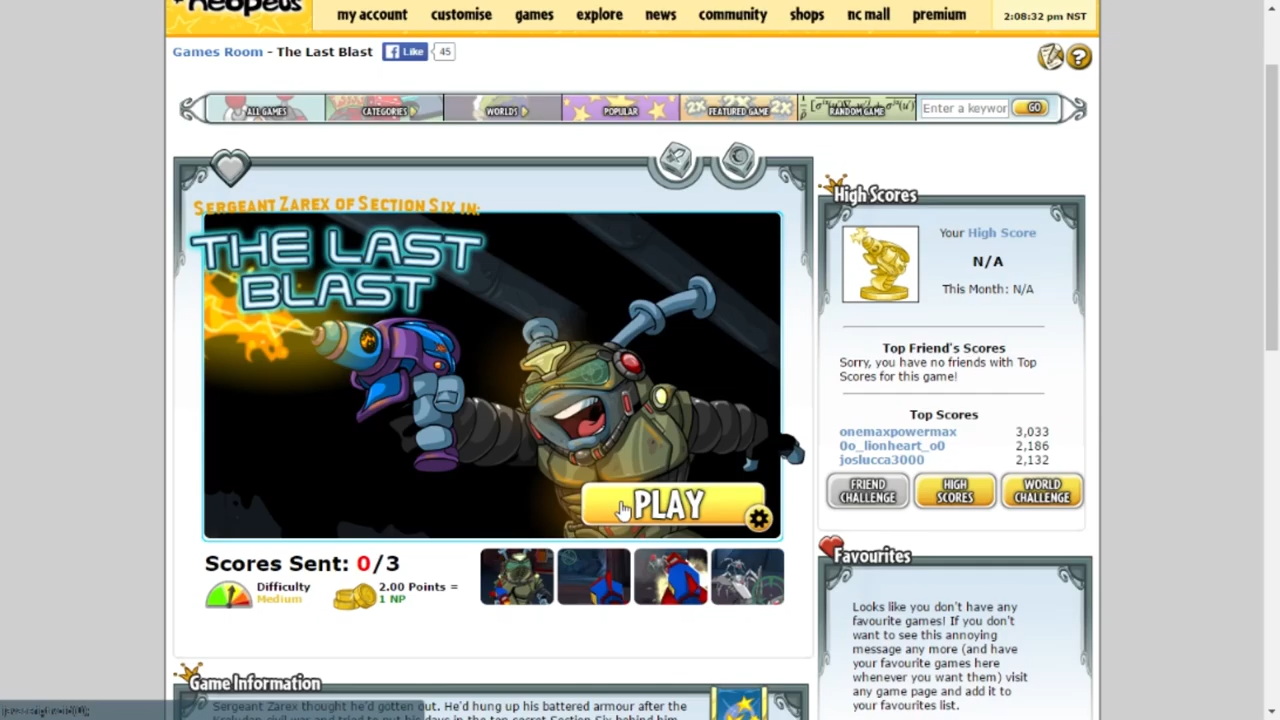 neopets
my account customise games explore news community shops nc mall premium 2:08:32 pm NST
Games Room - The Last Blast Like 45
ALL GAMES CATEGORIES WORLDS POPULAR FEATURED GAME RANDOM GAME Enter a keywor GO
SERGEANT ZAREX OF SECTION SIX IN:
THE LAST
BLAST
PLAY
Scores Sent: 0/3
Difficulty
Medium
2.00 Points =
1 NP
High Scores
Your High Score
N/A
This Month: N/A
Top Friend's Scores
Sorry, you have no friends with Top
Scores for this game!
Top Scores
onemaxpowermax 3,033
0o_lionheart_o0 2,186
joslucca3000 2,132
FRIEND
CHALLENGE
HIGH
SCORES
WORLD
CHALLENGE
Favourites
Looks like you don't have any
favourite games! If you don't
want to see this annoying
message any more (and have
your favourite games here
whenever you want them) visit
any game page and add it to
your favourites list.
Game Information
Sergeant Zarex thought he'd gotten out. He'd hung up his battered armour after the